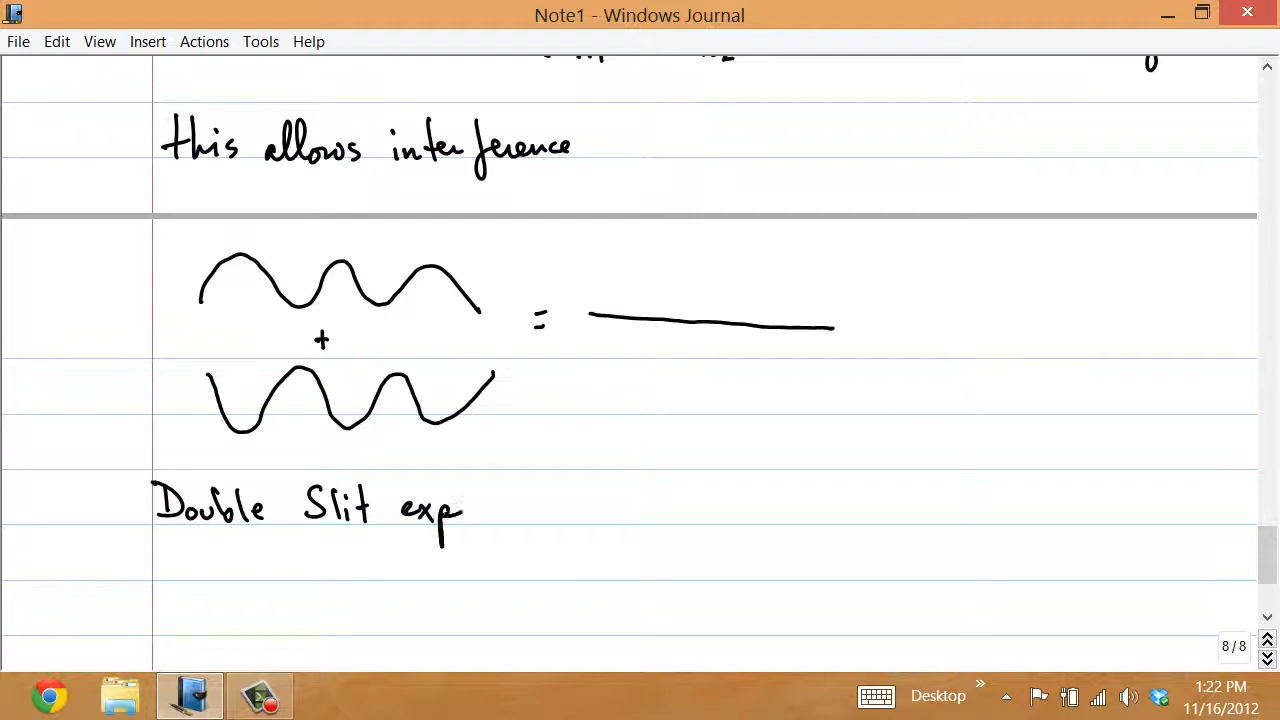 Note1 - Windows Journal
File Edit View Insert Actions Tools Help
this allows interference
+
=
Double Slit exp
8 / 8
Desktop
1:22 PM
11/16/2012